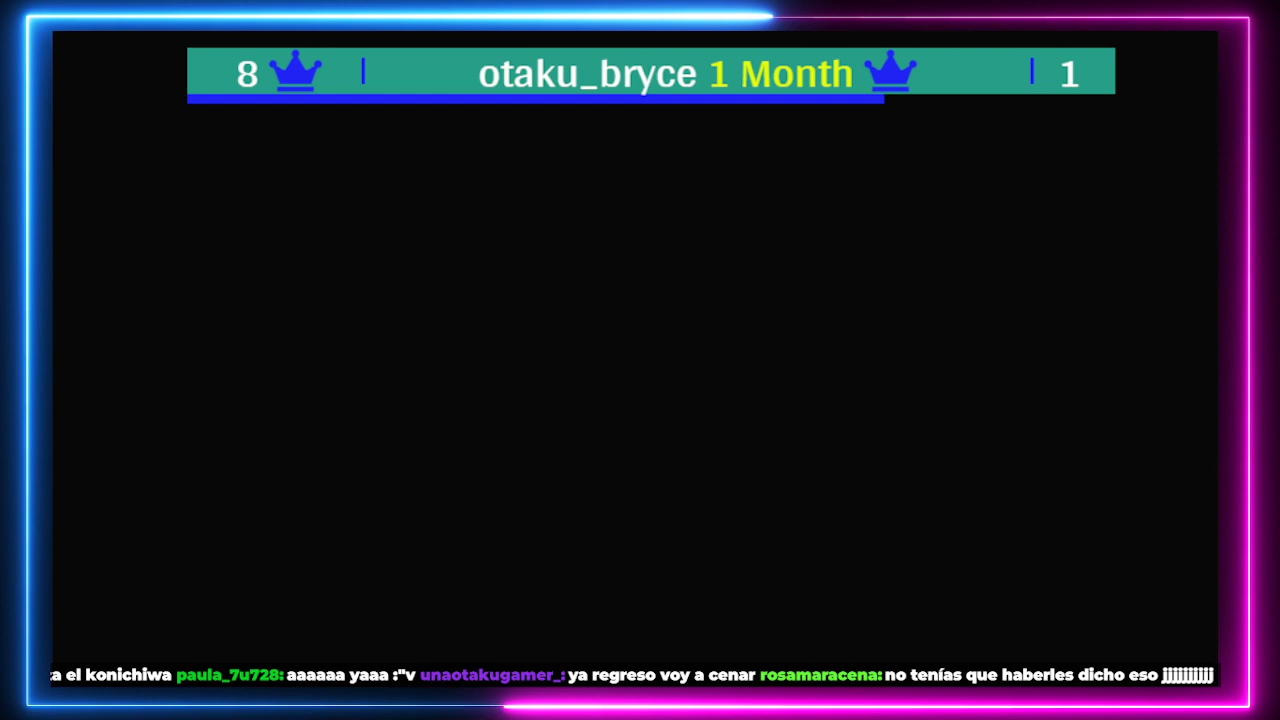 8 otaku_bryce 1 Month 1
el konichiwa paula_7u728: aaaaaa yaaa :"v unaotakugamer_: ya regreso voy a cenar rosamaracena: no tenías que haberles dicho eso jjjjjjjjjj